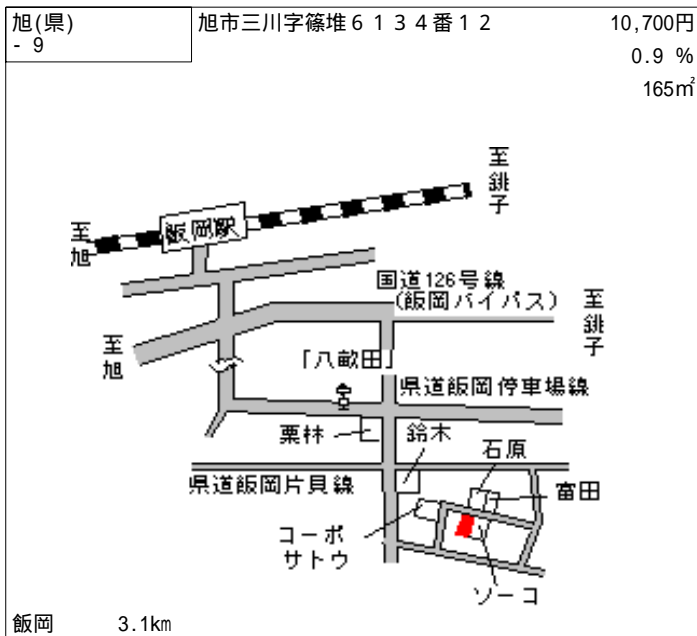 旭(県)
- 9
旭市三川字篠堆６１３４番１２
10,700円
0.9 %
165㎡
至銚子
飯岡駅
至旭
国道126号線
(飯岡バイパス)
至銚子
至旭
「八畝田」
県道飯岡停車場線
栗林
鈴木
石原
県道飯岡片貝線
富田
コーポ
サトウ
ソーコ
飯岡 3.1km